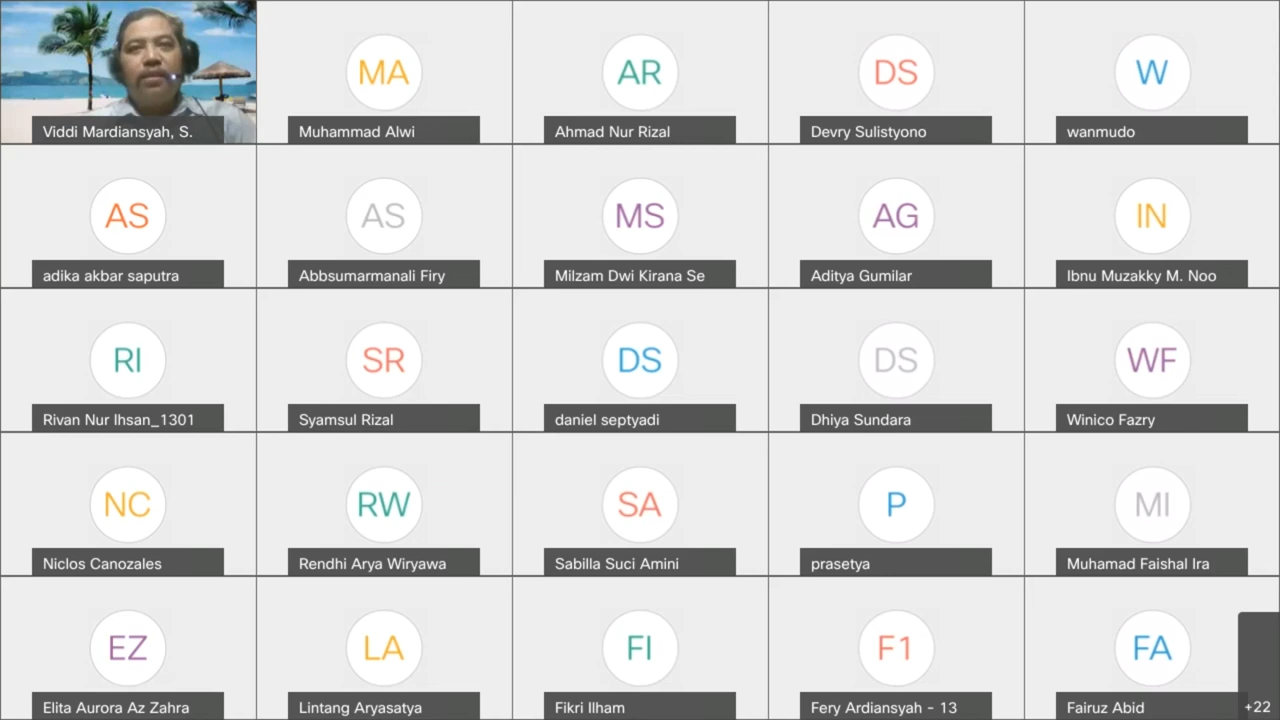 Viddi Mardiansyah, S.
MA
Muhammad Alwi
AR
Ahmad Nur Rizal
DS
Devry Sulistyono
W
wanmudo
AS
adika akbar saputra
AS
Abbsumarmanali Firy
MS
Milzam Dwi Kirana Se
AG
Aditya Gumilar
IN
Ibnu Muzakky M. Noo
RI
Rivan Nur Ihsan_1301
SR
Syamsul Rizal
DS
daniel septyadi
DS
Dhiya Sundara
WF
Winico Fazry
NC
Niclos Canozales
RW
Rendhi Arya Wiryawa
SA
Sabilla Suci Amini
P
prasetya
MI
Muhamad Faishal Ira
EZ
Elita Aurora Az Zahra
LA
Lintang Aryasatya
FI
Fikri Ilham
F1
Fery Ardiansyah - 13
FA
Fairuz Abid
+22